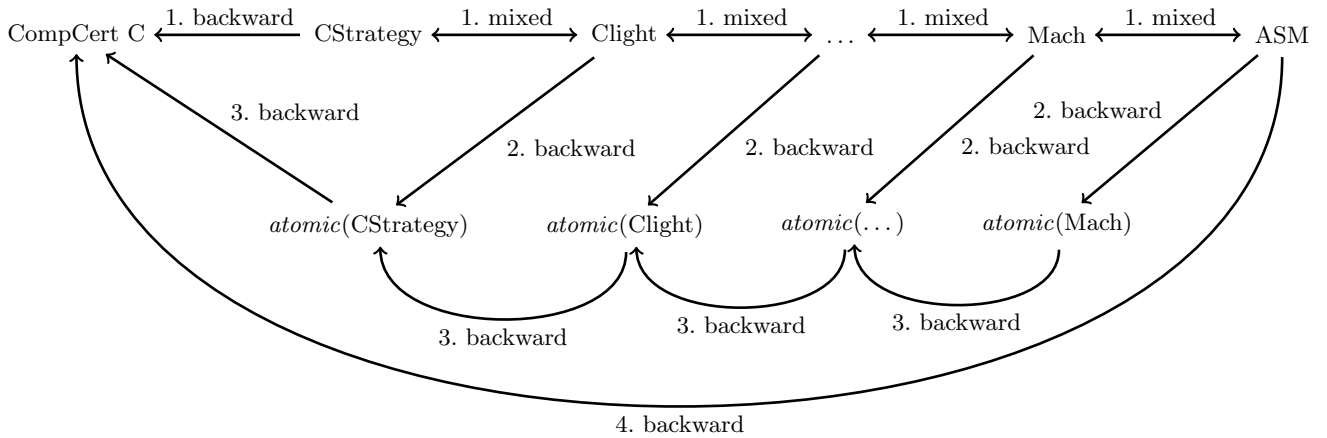 1. backward 1. mixed 1. mixed 1. mixed 1. mixed
CompCert C CStrategy Clight ... Mach ASM
3. backward 2. backward
2. backward 2. backward 2. backward
atomic(CStrategy) atomic(Clight) atomic(...) atomic(Mach)
3. backward 3. backward 3. backward
4. backward